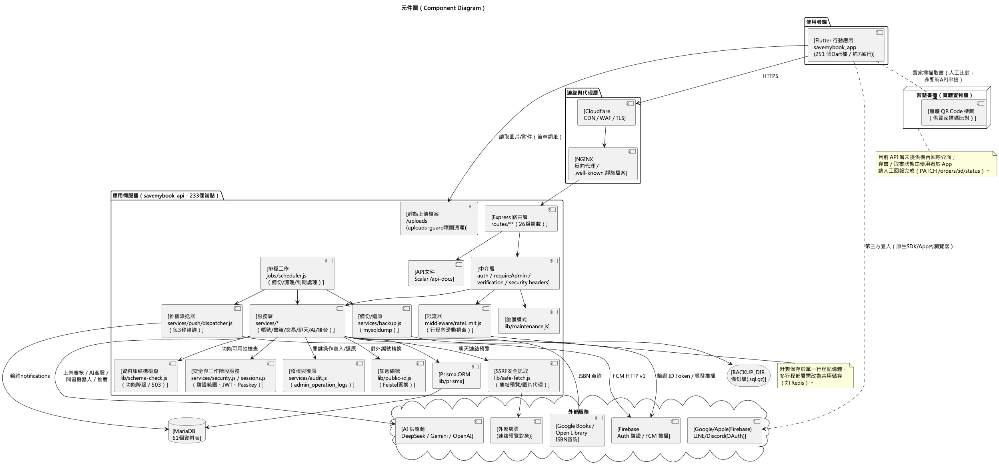 元件圖（Component Diagram）
使用者端
[Flutter 行動應用
savemybook_app
(251 個Dart檔／約7萬行)]
買家掃描取書（人工比對，
非即時API串接）
HTTPS
邊緣與代理層
[Cloudflare
CDN / WAF / TLS]
智慧書櫃（實體置物櫃）
[櫃體 QR Code 標籤
（供買家掃碼比對）]
讀取圖片/附件（簽章網址）
[NGINX
反向代理 /
.well-known 靜態檔案]
目前 API 層未提供機台回呼介面；
存書／取書狀態由使用者於 App
端人工回報完成（PATCH /orders/:id/status）。
應用伺服器（savemybook_api，233個端點）
[靜態上傳檔案
/uploads
(uploads-guard壞圖清理)]
[Express 路由層
routes/**（26組掛載）]
第三方登入（原生SDK/App內瀏覽器）
[排程工作
jobs/scheduler.js
（備份/清理/到期處理）]
[API文件
Scalar /api-docs]
[中介層
auth / requireAdmin /
verification / security headers]
[推播派送器
services/push/dispatcher.js
（每3秒輪詢）]
[服務層
services/*
（帳號/書籍/交易/聊天/AI/後台）]
[備份/還原
services/backup.js
（mysqldump）]
[限流器
middleware/rateLimit.js
（行程內滑動視窗）]
[維護模式
lib/maintenance.js]
功能可用性檢查
關鍵操作寫入/還原
對外編號轉換
聊天連結預覽
輪詢notifications
上架審核 / AI客服 /
問書機器人 / 推薦
[資料庫結構檢查
lib/schema-check.js
（功能降級／503）]
[安全與工作階段服務
services/security.js / sessions.js
（驗證範圍、JWT、Passkey）]
[稽核與復原
services/audit.js
（admin_operation_logs）]
[加密編號
lib/public-id.js
（Feistel置換）]
[Prisma ORM
lib/prisma]
[SSRF安全抓取
lib/safe-fetch.js
（連結預覽/圖片代理）]
ISBN 查詢
FCM HTTP v1
驗證 ID Token / 觸發推播
[BACKUP_DIR
備份檔(.sql.gz)]
計數保存於單一行程記憶體，
多行程部署需改為共用儲存
（如 Redis）。
外部服務
[MariaDB
61個資料表]
[AI 供應商
DeepSeek / Gemini / OpenAI]
[外部網頁
(連結預覽對象)]
[Google Books /
Open Library
ISBN查詢]
[Firebase
Auth 驗證 / FCM 推播]
[Google/Apple(Firebase)
LINE/Discord(OAuth)]